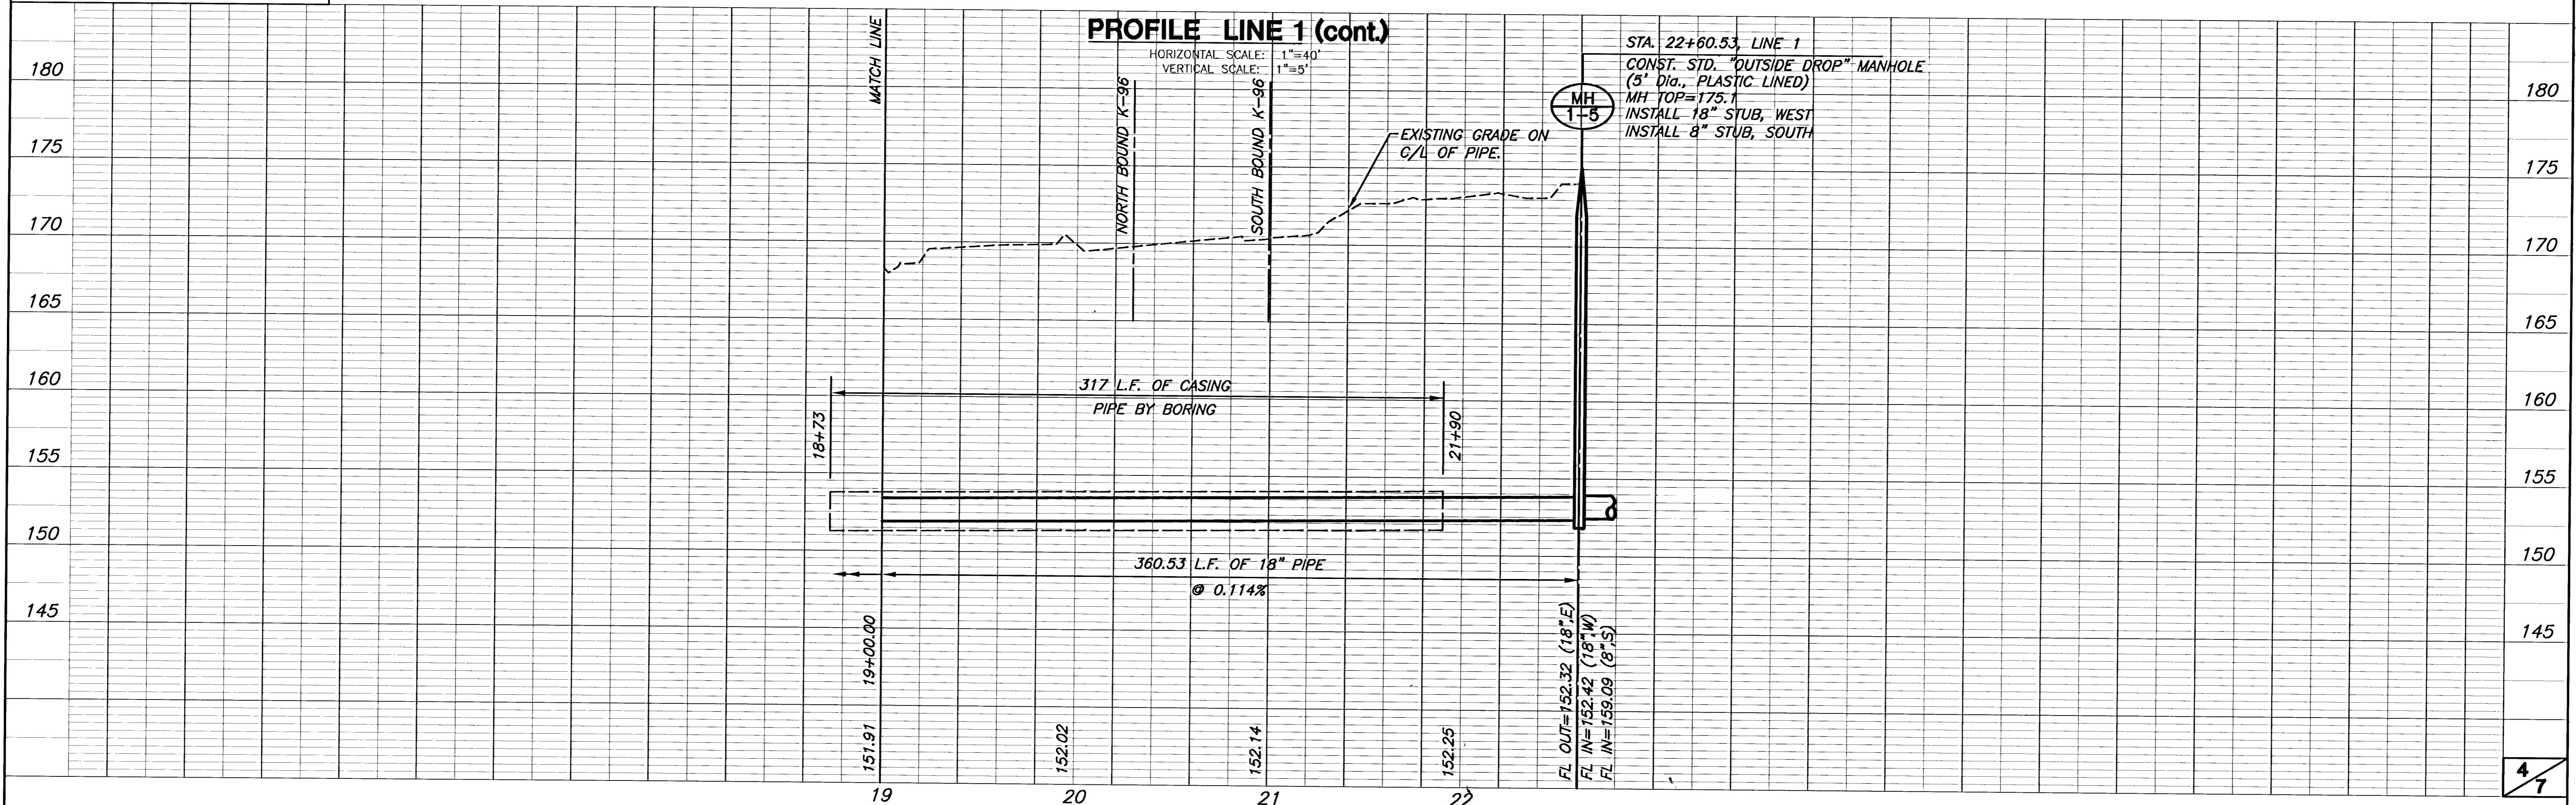 PROFILE LINE 1 (cont.)
HORIZONTAL SCALE: 1"=40'
VERTICAL SCALE: 1"=5'
MATCH LINE
NORTH BOUND K-96
SOUTH BOUND K-96
EXISTING GRADE ON
C/L OF PIPE.
MH
1-5
STA. 22+60.53, LINE 1
CONST. STD. "OUTSIDE DROP" MANHOLE
(5' Dia., PLASTIC LINED)
MH TOP=175.1
INSTALL 18" STUB, WEST
INSTALL 8" STUB, SOUTH
180
175
170
165
160
155
150
145
180
175
170
165
160
155
150
145
317 L.F. OF CASING
PIPE BY BORING
18+73
21+90
360.53 L.F. OF 18" PIPE
@ 0.114%
151.91 19+00.00
152.02
152.14
152.25
FL OUT=152.32 (18",E)
FL IN=152.42 (18",W)
FL IN=159.09 (8",S)
19
20
21
22
4/7